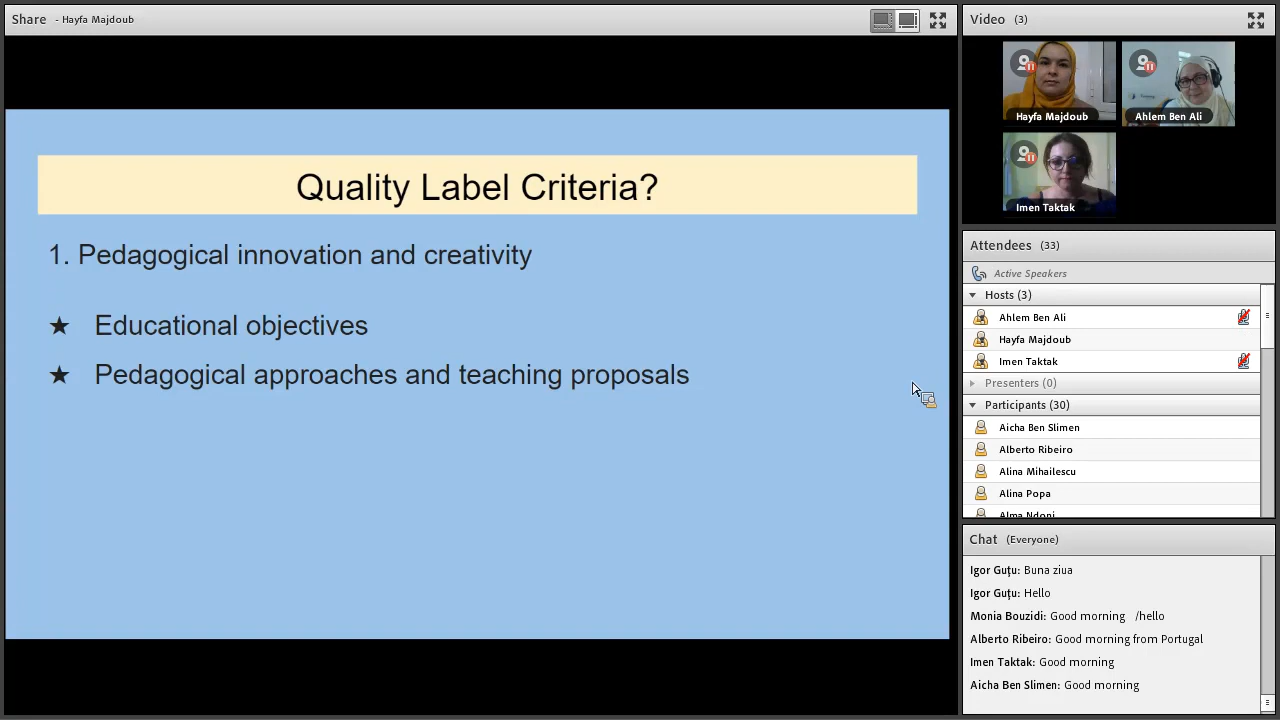 Share - Hayfa Majdoub
Quality Label Criteria?
1. Pedagogical innovation and creativity
★ Educational objectives
★ Pedagogical approaches and teaching proposals
Video (3)
Hayfa Majdoub
Ahlem Ben Ali
Imen Taktak
Attendees (33)
Active Speakers
Hosts (3)
Ahlem Ben Ali
Hayfa Majdoub
Imen Taktak
Presenters (0)
Participants (30)
Aicha Ben Slimen
Alberto Ribeiro
Alina Mihailescu
Alina Popa
Alma Ndoni
Chat (Everyone)
Igor Guțu: Buna ziua
Igor Guțu: Hello
Monia Bouzidi: Good morning /hello
Alberto Ribeiro: Good morning from Portugal
Imen Taktak: Good morning
Aicha Ben Slimen: Good morning